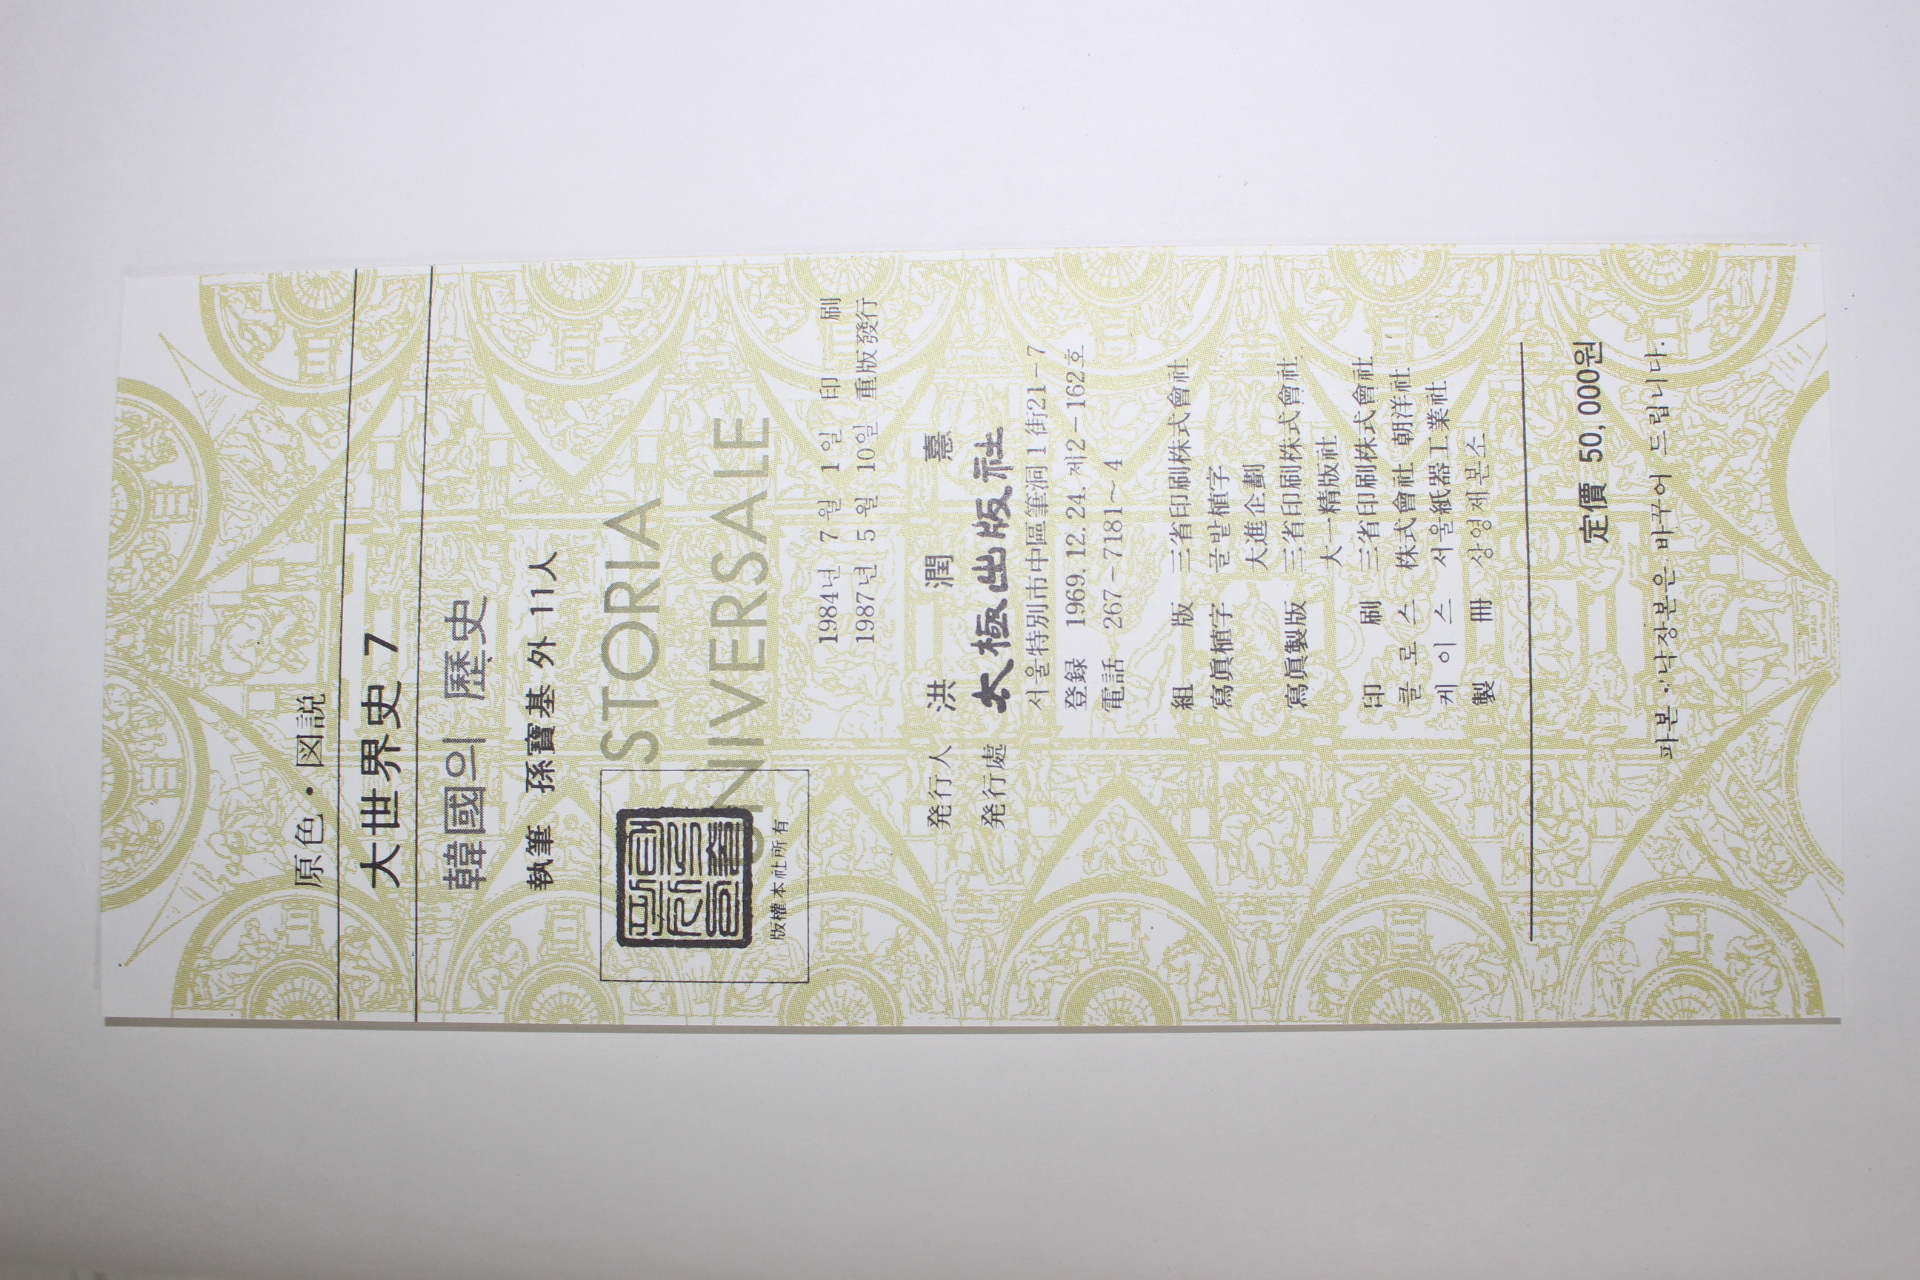 原色・図説
大世界史 7
韓國의 歷史
執筆 孫寶基 外 11人
STORIA
UNIVERSALE
版權本社所有
1984년 7월 1일 印 刷
1987년 5월 10일 重版發行
発行人 洪 潤 憙
発行處 太極出版社
서울特別市中區筆洞1街21-7
登録 1969.12.24. 제2-162호
電話 267-7181~4
組 版 三省印刷株式會社
寫眞植字 글발植字
大進企劃
寫眞製版 三省印刷株式會社
大一精版社
印 刷 三省印刷株式會社
클로스 株式會社 朝洋社
케이스 서울紙器工業社
製 冊 상영제본소
定價 50,000원
파본·낙장본은 바꾸어 드립니다.